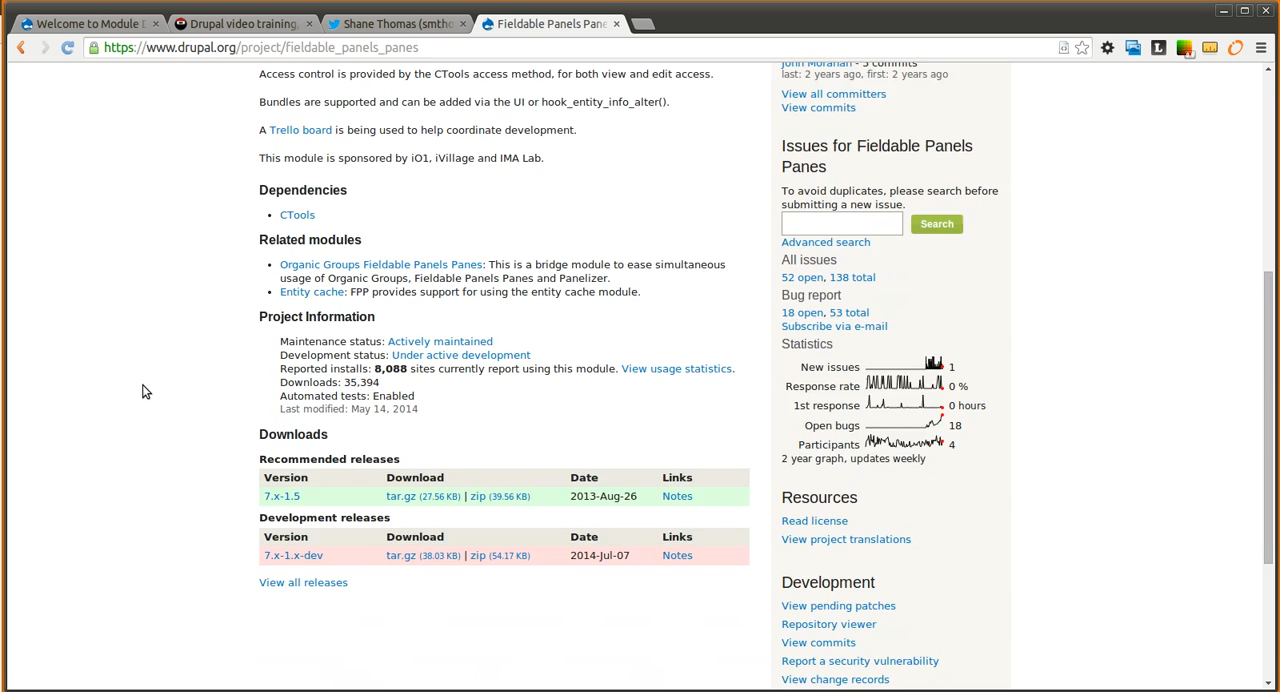 Welcome to Module D
Drupal video training,
Shane Thomas (smtho
Fieldable Panels Pane
https://www.drupal.org/project/fieldable_panels_panes
Access control is provided by the CTools access method, for both view and edit access.
Bundles are supported and can be added via the UI or hook_entity_info_alter().
A Trello board is being used to help coordinate development.
This module is sponsored by iO1, iVillage and IMA Lab.
Dependencies
• CTools
Related modules
• Organic Groups Fieldable Panels Panes: This is a bridge module to ease simultaneous
usage of Organic Groups, Fieldable Panels Panes and Panelizer.
• Entity cache: FPP provides support for using the entity cache module.
Project Information
Maintenance status: Actively maintained
Development status: Under active development
Reported installs: 8,088 sites currently report using this module. View usage statistics.
Downloads: 35,394
Automated tests: Enabled
Last modified: May 14, 2014
Downloads
Recommended releases
Version Download Date Links
7.x-1.5 tar.gz (27.56 KB) | zip (39.56 KB) 2013-Aug-26 Notes
Development releases
Version Download Date Links
7.x-1.x-dev tar.gz (38.03 KB) | zip (54.17 KB) 2014-Jul-07 Notes
View all releases
John Morahan - 5 commits
last: 2 years ago, first: 2 years ago
View all committers
View commits
Issues for Fieldable Panels
Panes
To avoid duplicates, please search before
submitting a new issue.
Search
Advanced search
All issues
52 open, 138 total
Bug report
18 open, 53 total
Subscribe via e-mail
Statistics
New issues 1
Response rate 0 %
1st response 0 hours
Open bugs 18
Participants 4
2 year graph, updates weekly
Resources
Read license
View project translations
Development
View pending patches
Repository viewer
View commits
Report a security vulnerability
View change records